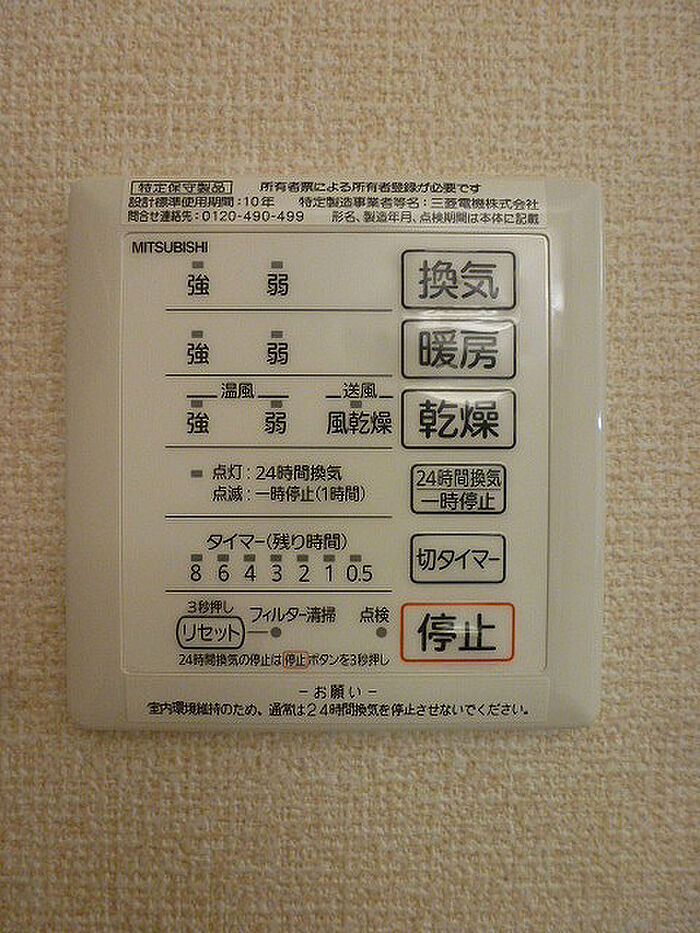 特定保守製品　所有者票による所有者登録が必要です
設計標準使用期間：10年　特定製造事業者等名：三菱電機株式会社
問合せ連絡先：0120-490-499　形名、製造年月、点検期間は本体に記載
MITSUBISHI
強　弱　換気
強　弱　暖房
温風　送風
強　弱　風乾燥　乾燥
点灯：24時間換気　24時間換気
点滅：一時停止(1時間)　一時停止
タイマー(残り時間)
8　6　4　3　2　1　0.5　切タイマー
3秒押し　フィルター清掃　点検
リセット　停止
24時間換気の停止は停止ボタンを3秒押し
−お願い−
室内環境維持のため、通常は24時間換気を停止させないでください。